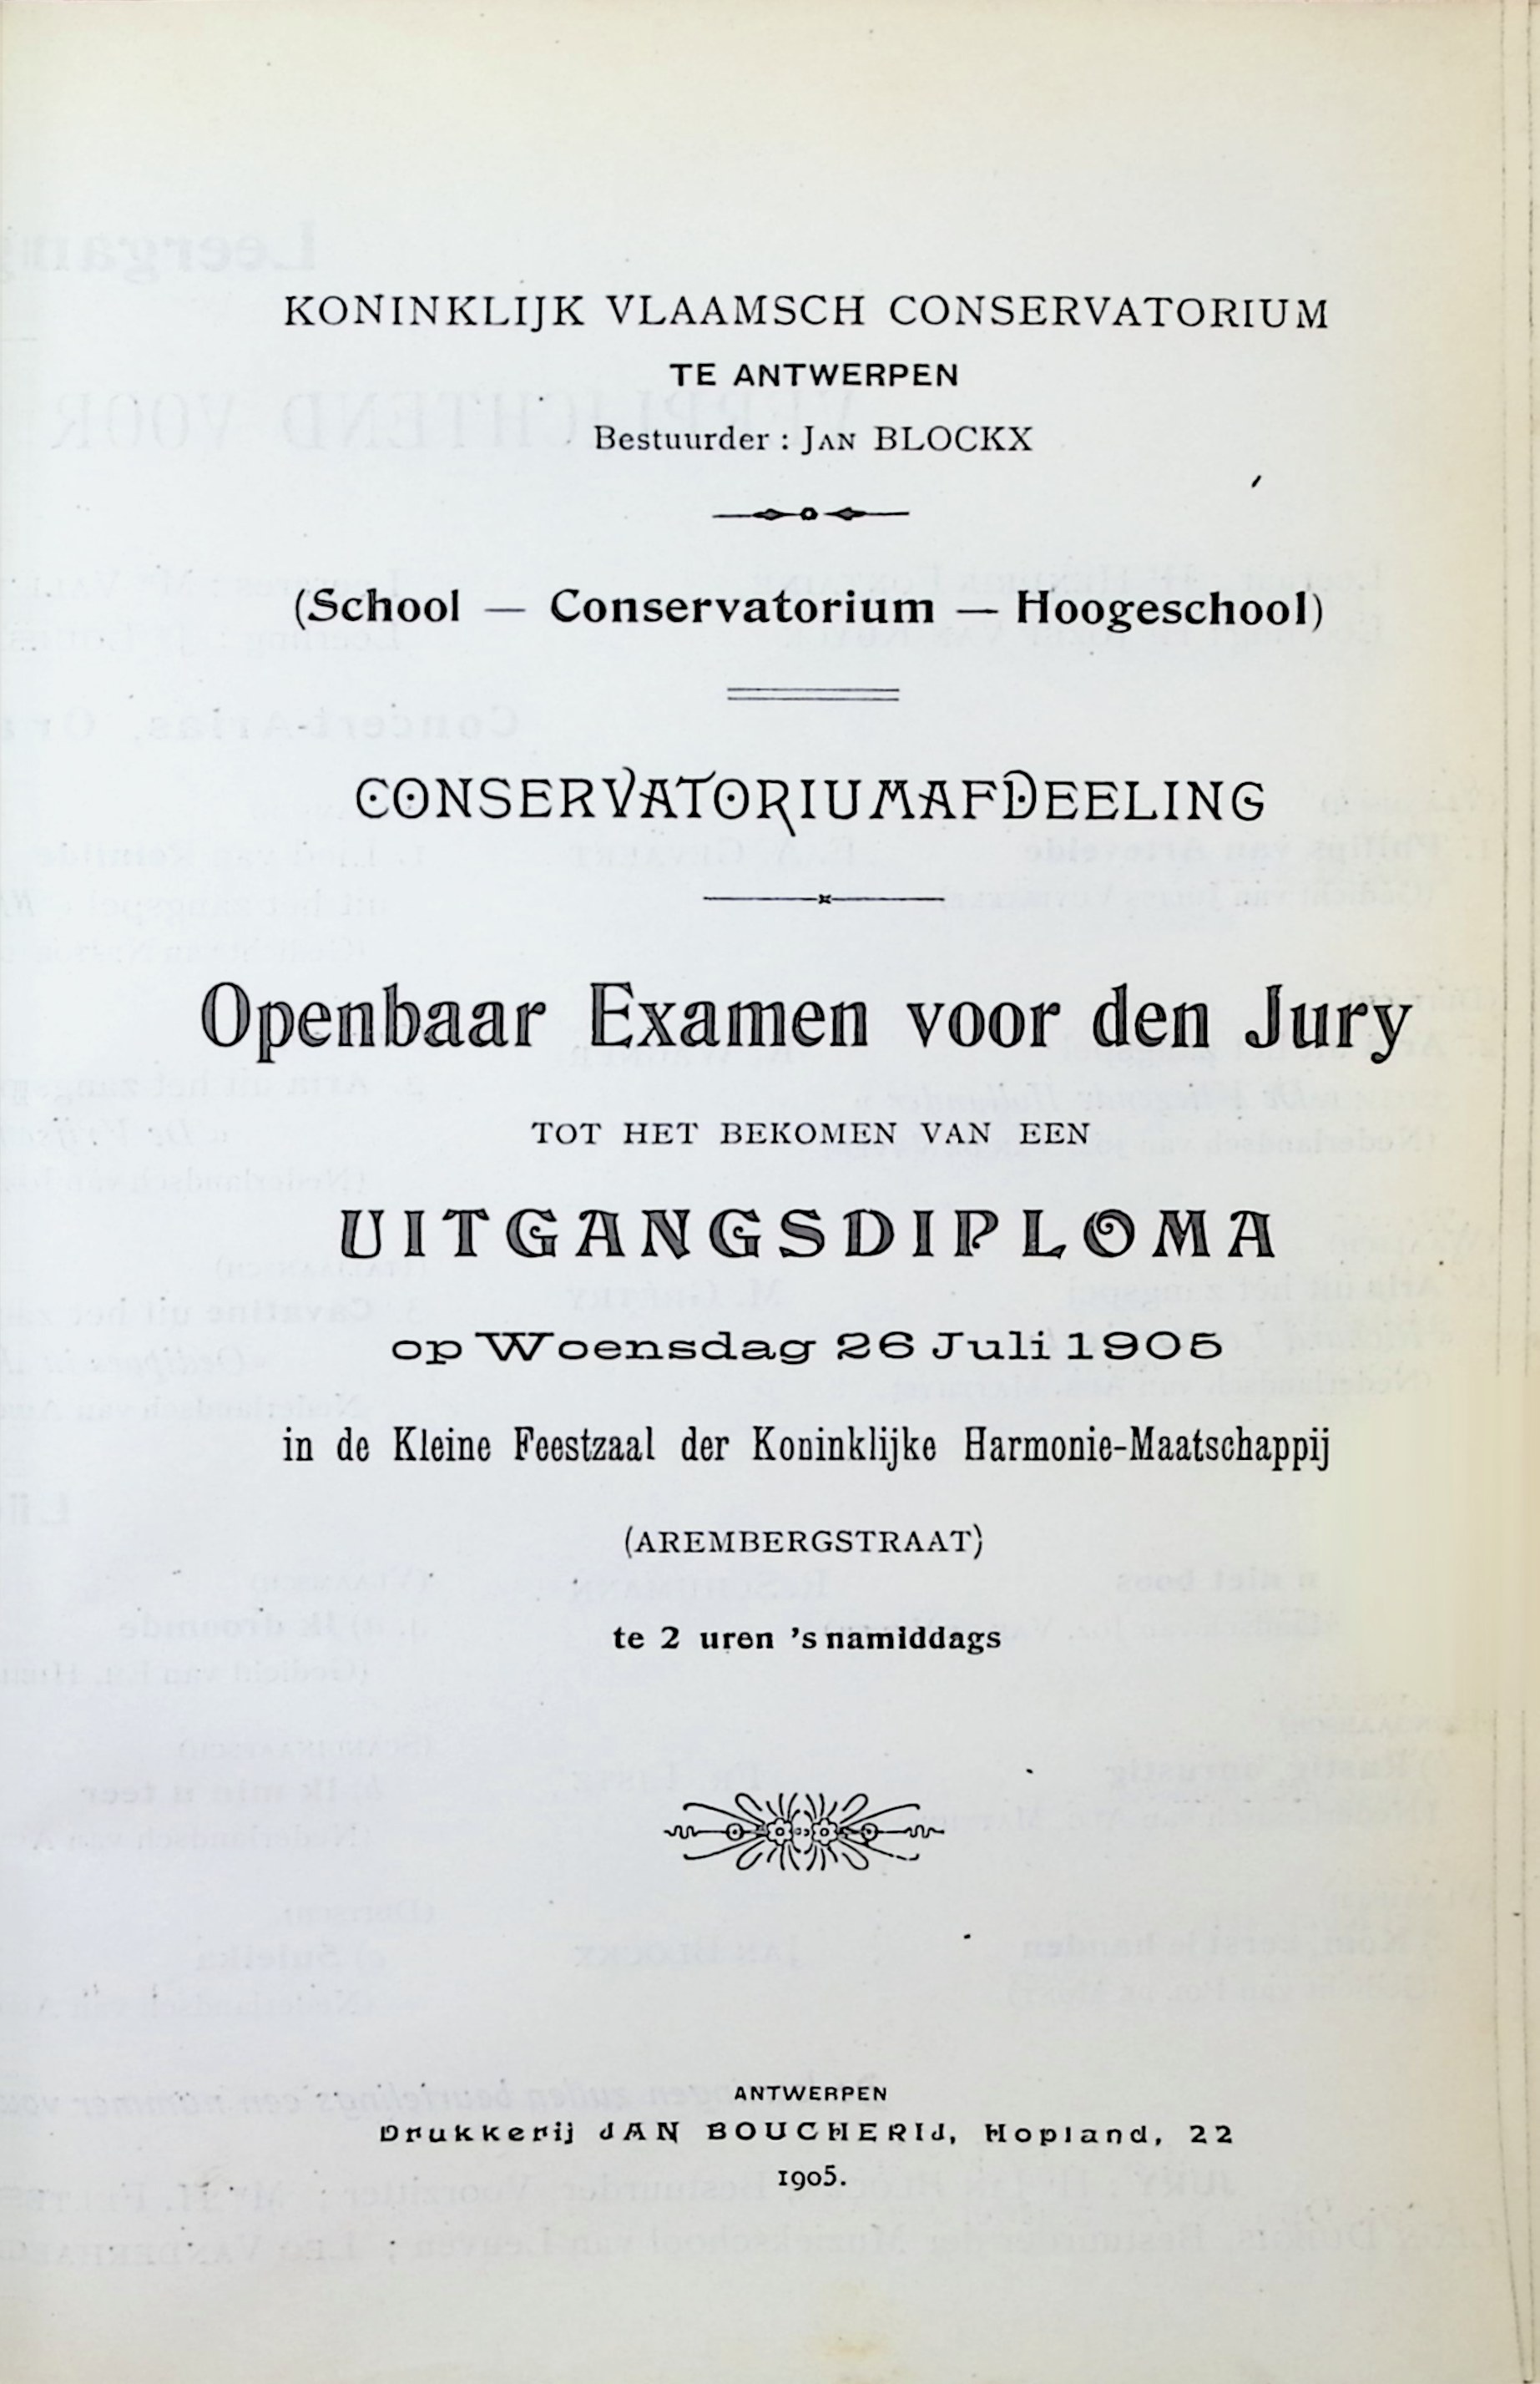 KONINKLIJK VLAAMSCH CONSERVATORIUM
TE ANTWERPEN
Bestuurder : JAN BLOCKX
(School — Conservatorium — Hoogeschool)
CONSERVATORIUMAFDEELING
Openbaar Examen voor den Jury
TOT HET BEKOMEN VAN EEN
UITGANGSDIPLOMA
op Woensdag 26 Juli 1905
in de Kleine Feestzaal der Koninklijke Harmonie-Maatschappij
(AREMBERGSTRAAT)
te 2 uren 's namiddags
ANTWERPEN
Drukkerij JAN BOUCHERIJ, Hopland, 22
1905.